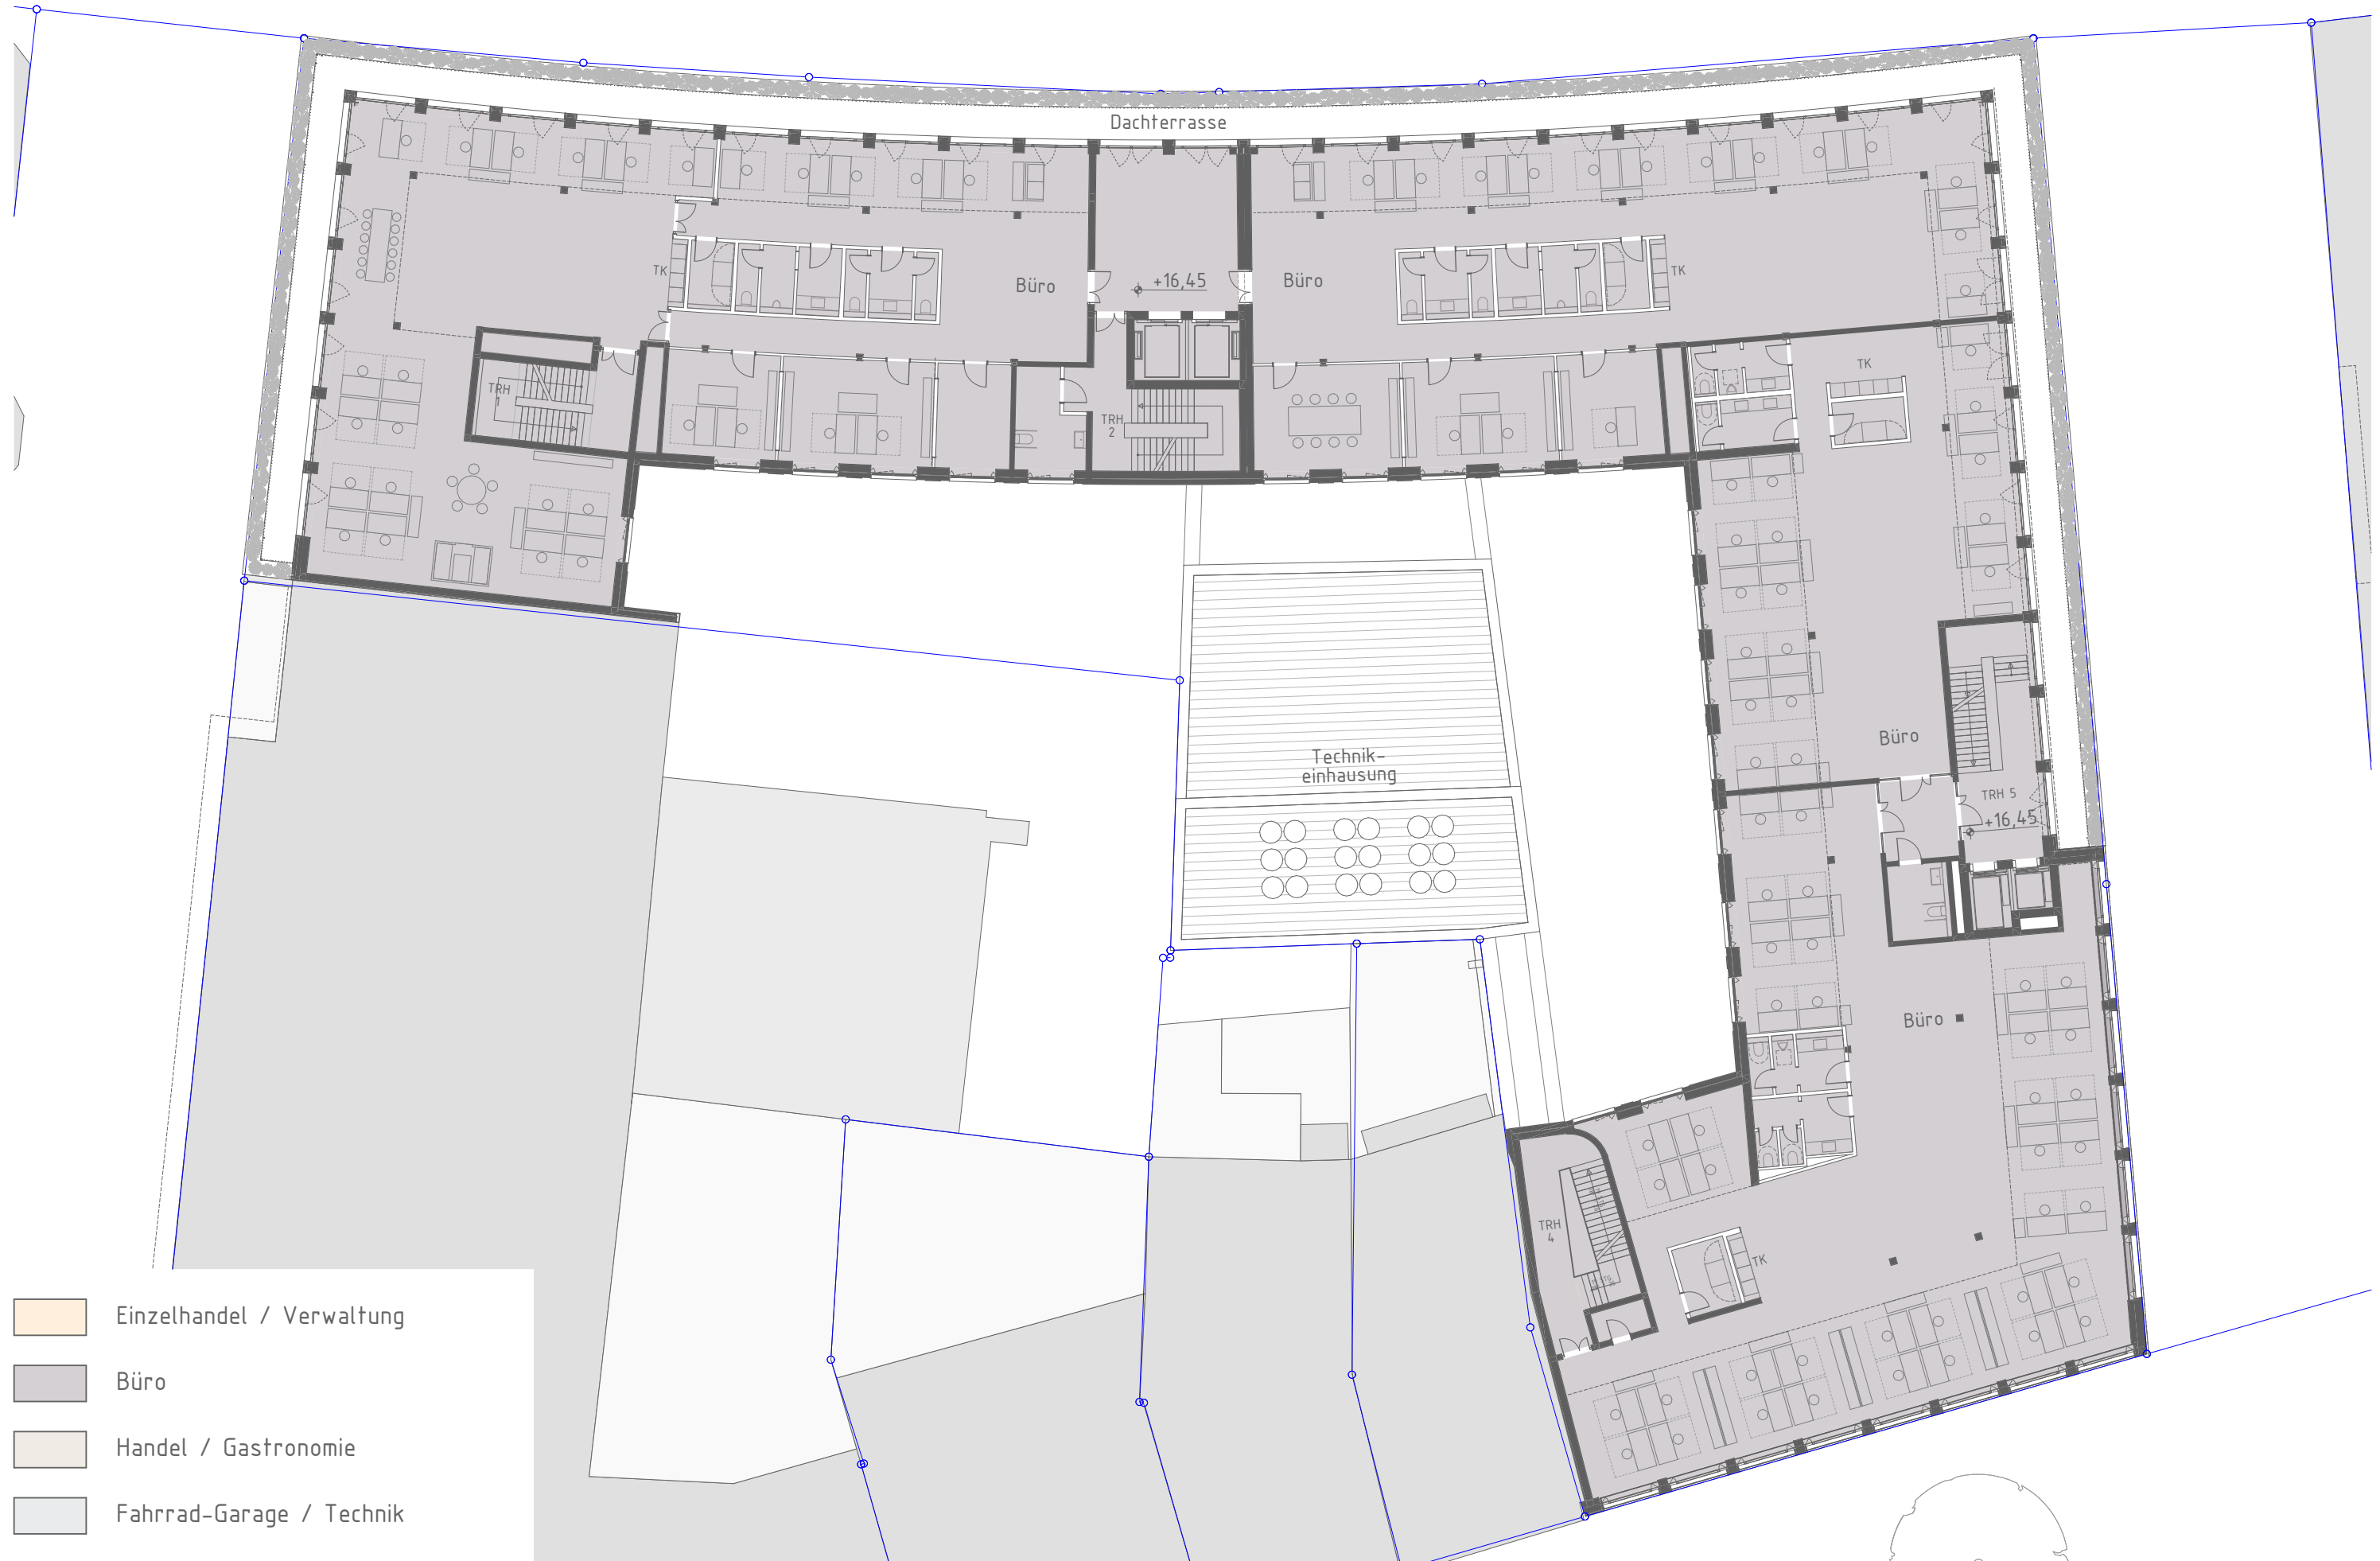 Dachterrasse
TK
Büro
+16,45
Büro
TK
TRH
1
TRH
2
TK
Technik-
einhausung
Büro
TRH 5
+16,45
Büro
TRH
4
TK
Einzelhandel / Verwaltung
Büro
Handel / Gastronomie
Fahrrad-Garage / Technik